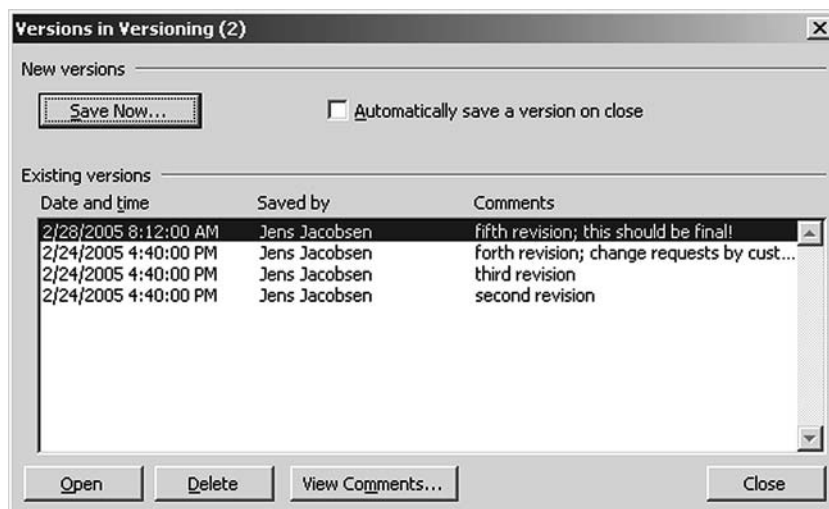 Versions in Versioning (2)
New versions
Save Now...
Automatically save a version on close
Existing versions
Date and time Saved by Comments
2/28/2005 8:12:00 AM Jens Jacobsen fifth revision; this should be final!
2/24/2005 4:40:00 PM Jens Jacobsen forth revision; change requests by cust...
2/24/2005 4:40:00 PM Jens Jacobsen third revision
2/24/2005 4:40:00 PM Jens Jacobsen second revision
Open Delete View Comments... Close